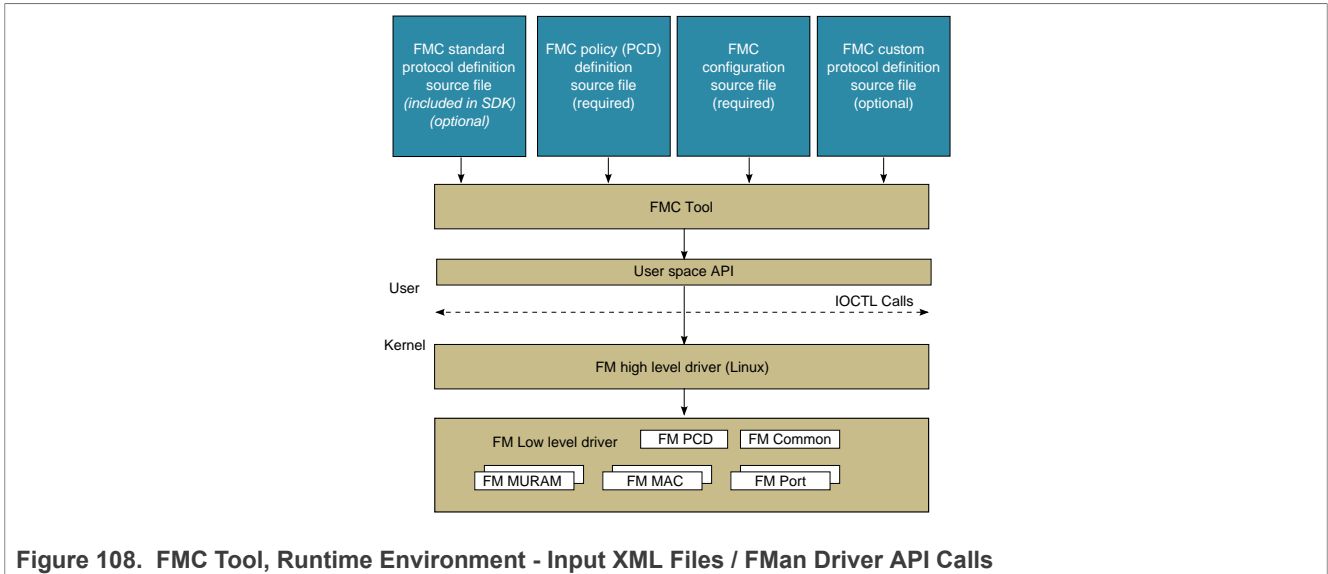 FMC standard
protocol definition
source file
(included in SDK)
(optional)
FMC policy (PCD)
definition
source file
(required)
FMC
configuration
source file
(required)
FMC custom
protocol definition
source file
(optional)
FMC Tool
User space API
User
IOCTL Calls
Kernel
FM high level driver (Linux)
FM Low level driver
FM PCD
FM Common
FM MURAM
FM MAC
FM Port
Figure 108. FMC Tool, Runtime Environment - Input XML Files / FMan Driver API Calls